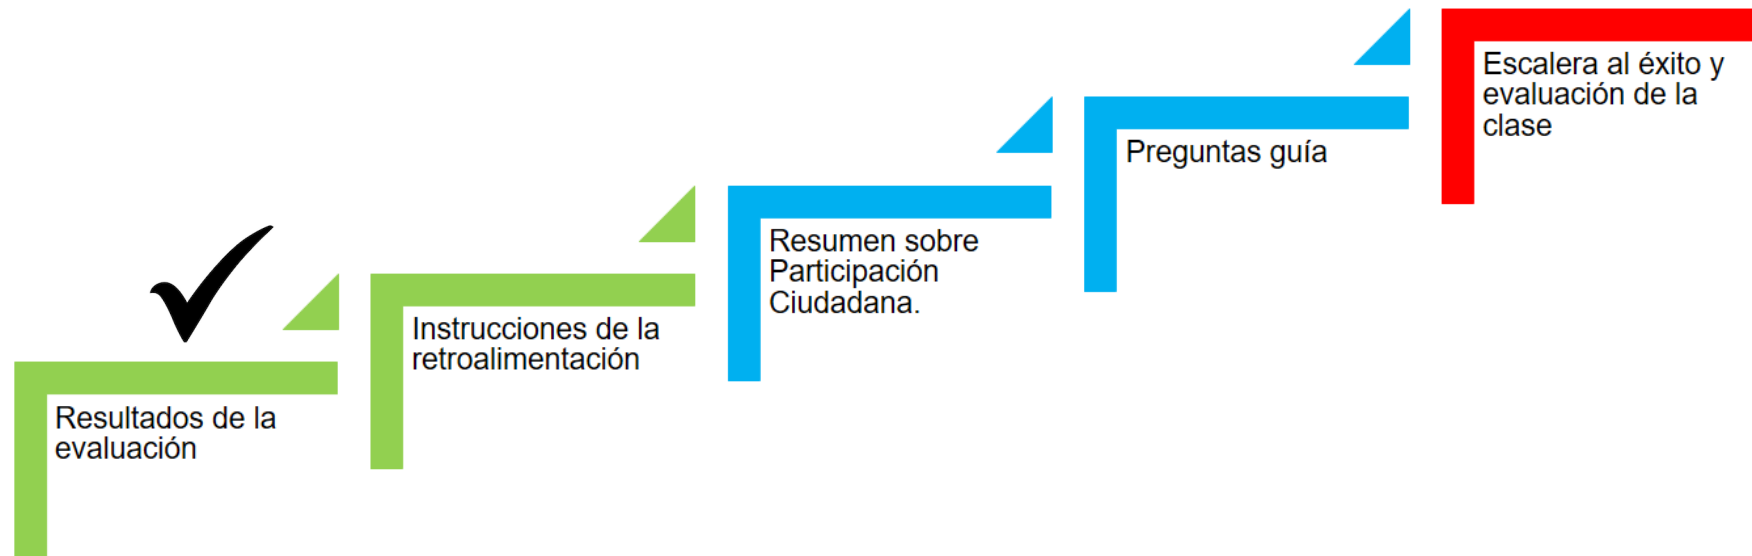 Resultados de la
evaluación
Instrucciones de la
retroalimentación
Resumen sobre
Participación
Ciudadana.
Preguntas guía
Escalera al éxito y
evaluación de la
clase